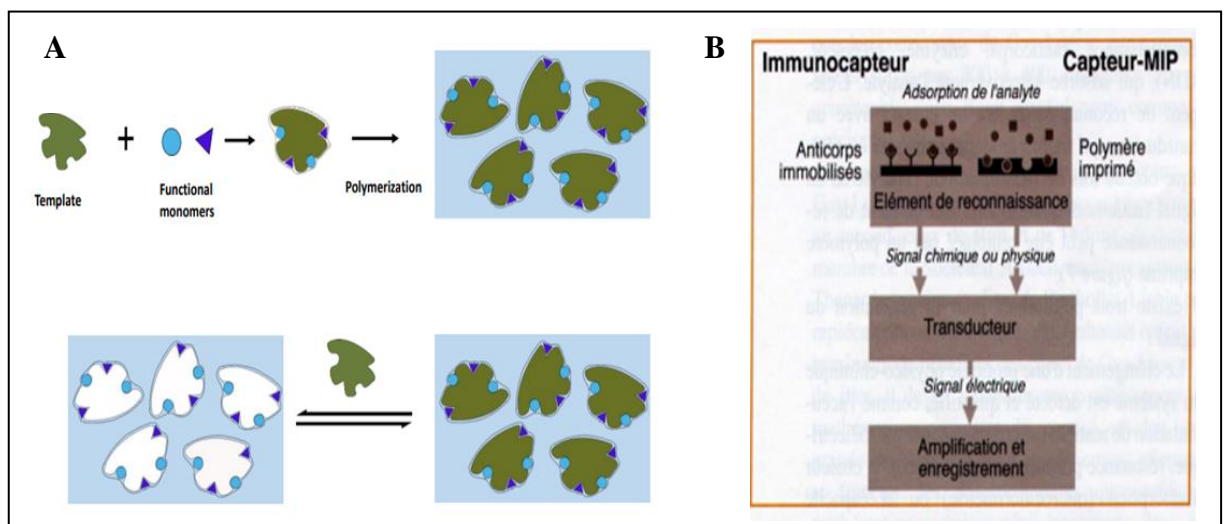 A
B
Template
Functional
monomers
Polymerization
Immunocapteur
Capteur-MIP
Adsorption de l'analyte
Anticorps
immobilisés
Polymère
imprimé
Elément de reconnaissance
Signal chimique ou physique
Transducteur
Signal électrique
Amplification et
enregistrement